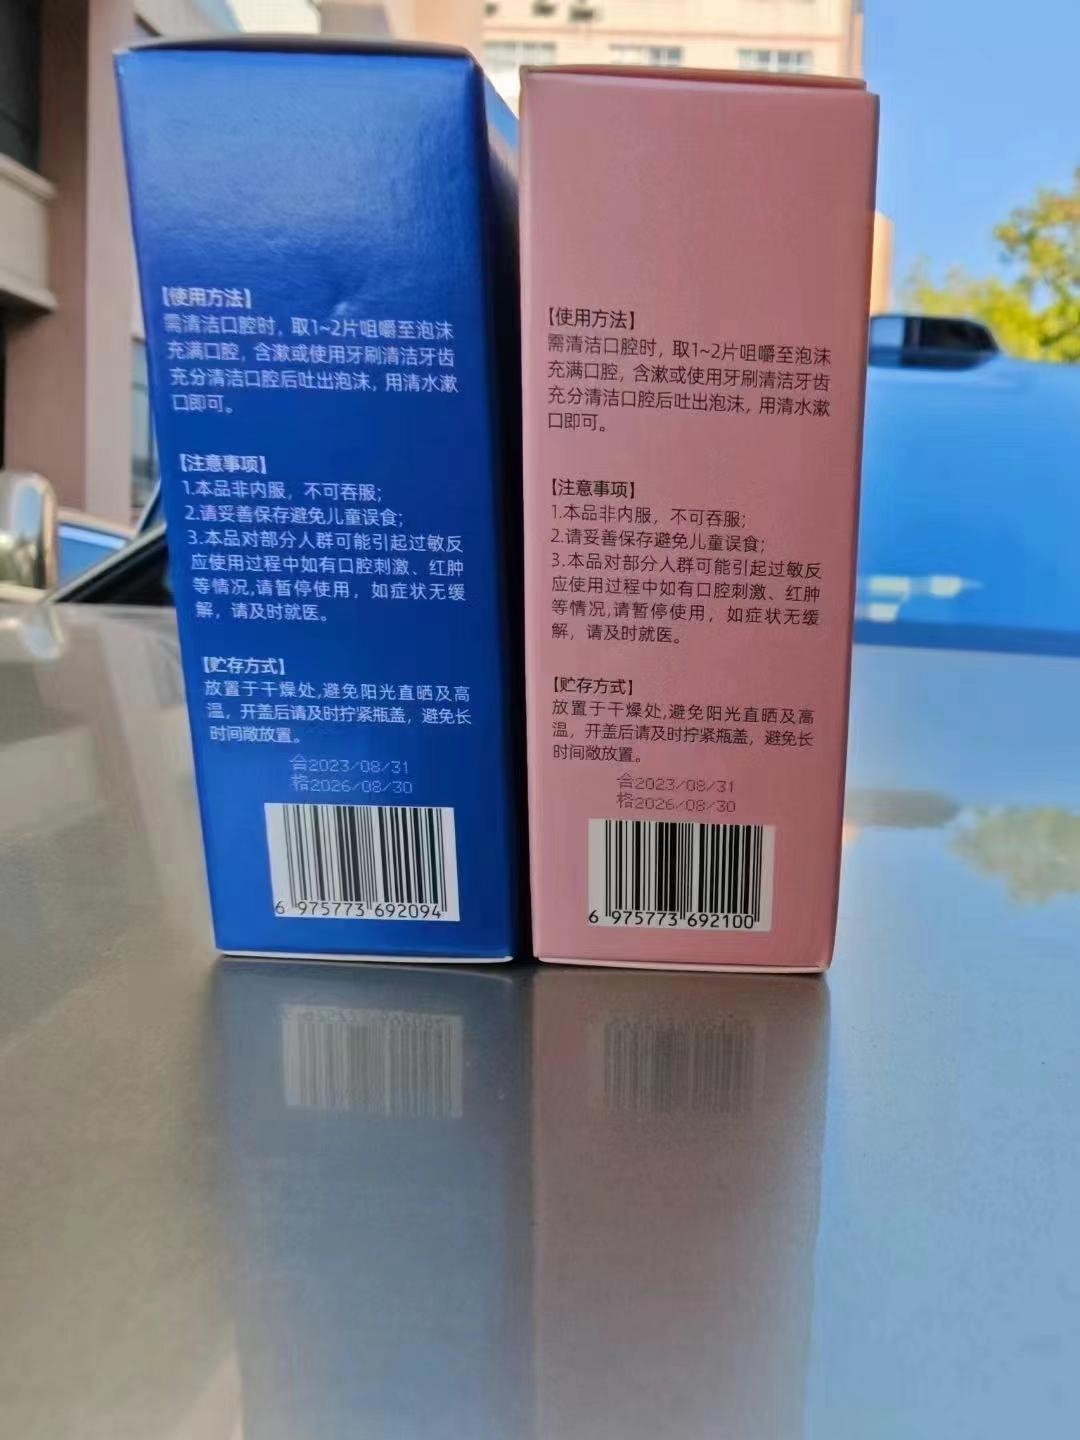 【使用方法】
需清洁口腔时，取1~2片咀嚼至泡沫
充满口腔，含漱或使用牙刷清洁牙齿
充分清洁口腔后吐出泡沫，用清水漱
口即可。
【注意事项】
1.本品非内服，不可吞服；
2.请妥善保存避免儿童误食；
3.本品对部分人群可能引起过敏反
应使用过程中如有口腔刺激、红肿
等情况,请暂停使用，如症状无缓
解，请及时就医。
【贮存方式】
放置于干燥处,避免阳光直晒及高
温，开盖后请及时拧紧瓶盖，避免长
时间敞放置。
合2023/08/31
格2026/08/30
6 975773 692094
【使用方法】
需清洁口腔时，取1~2片咀嚼至泡沫
充满口腔，含漱或使用牙刷清洁牙齿
充分清洁口腔后吐出泡沫，用清水漱
口即可。
【注意事项】
1.本品非内服，不可吞服；
2.请妥善保存避免儿童误食；
3.本品对部分人群可能引起过敏反
应使用过程中如有口腔刺激、红肿
等情况,请暂停使用，如症状无缓
解，请及时就医。
【贮存方式】
放置于干燥处,避免阳光直晒及高
温，开盖后请及时拧紧瓶盖，避免长
时间敞放置。
合2023/08/31
格2026/08/30
6 975773 692100